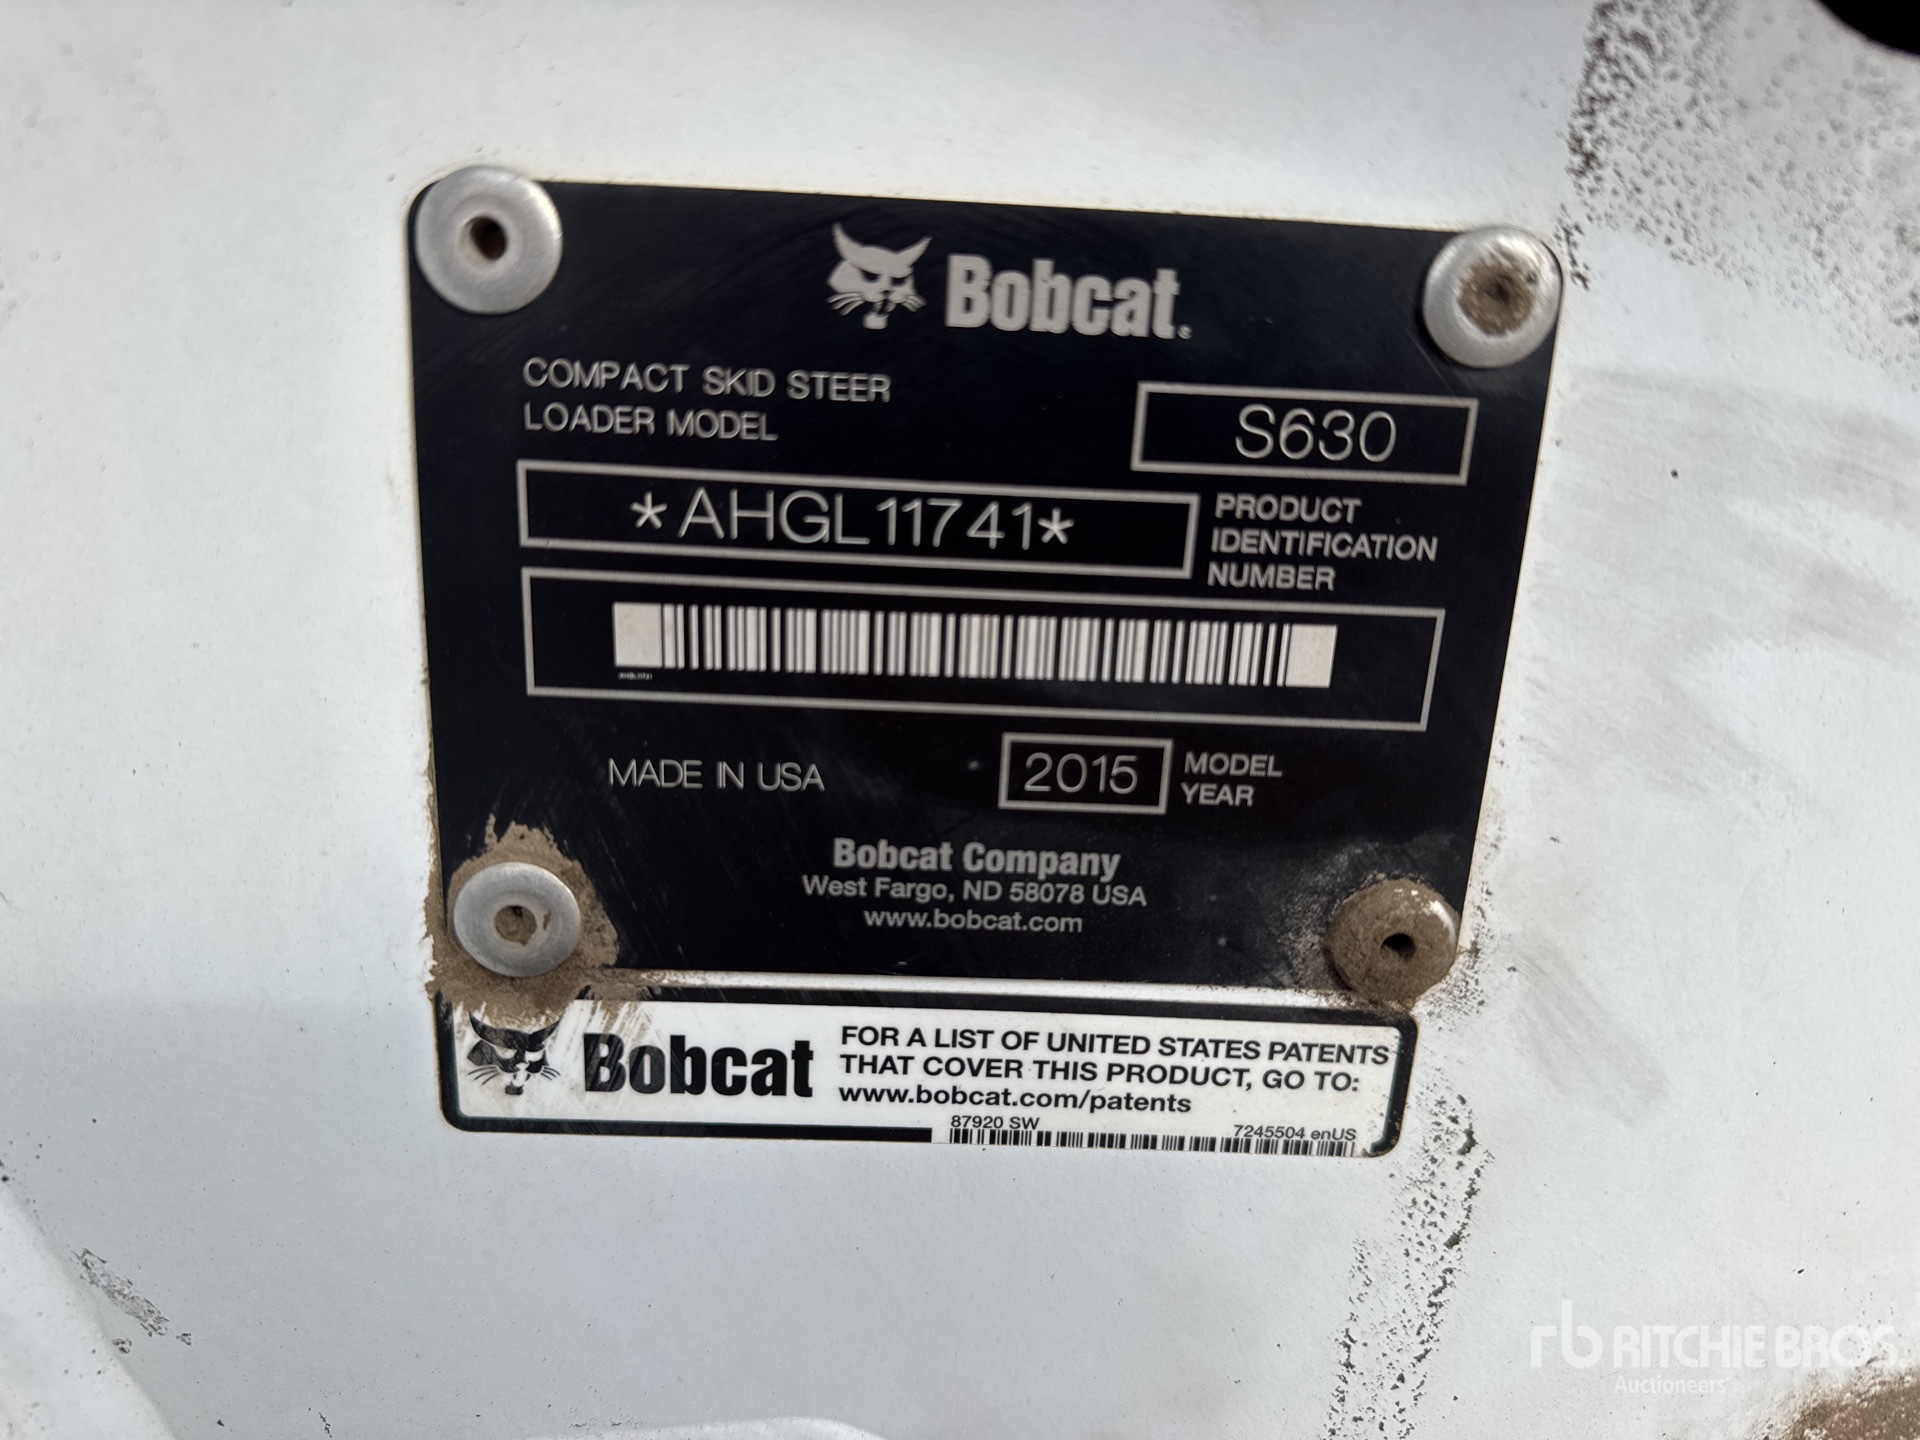 Bobcat.
COMPACT SKID STEER
LOADER MODEL
S630
*AHGL11741*
PRODUCT
IDENTIFICATION
NUMBER
AHGL11741
MADE IN USA
2015
MODEL
YEAR
Bobcat Company
West Fargo, ND 58078 USA
www.bobcat.com
Bobcat
FOR A LIST OF UNITED STATES PATENTS
THAT COVER THIS PRODUCT, GO TO:
www.bobcat.com/patents
87920 SW
7245504 enUS
rb RITCHIE BROS.
Auctioneers